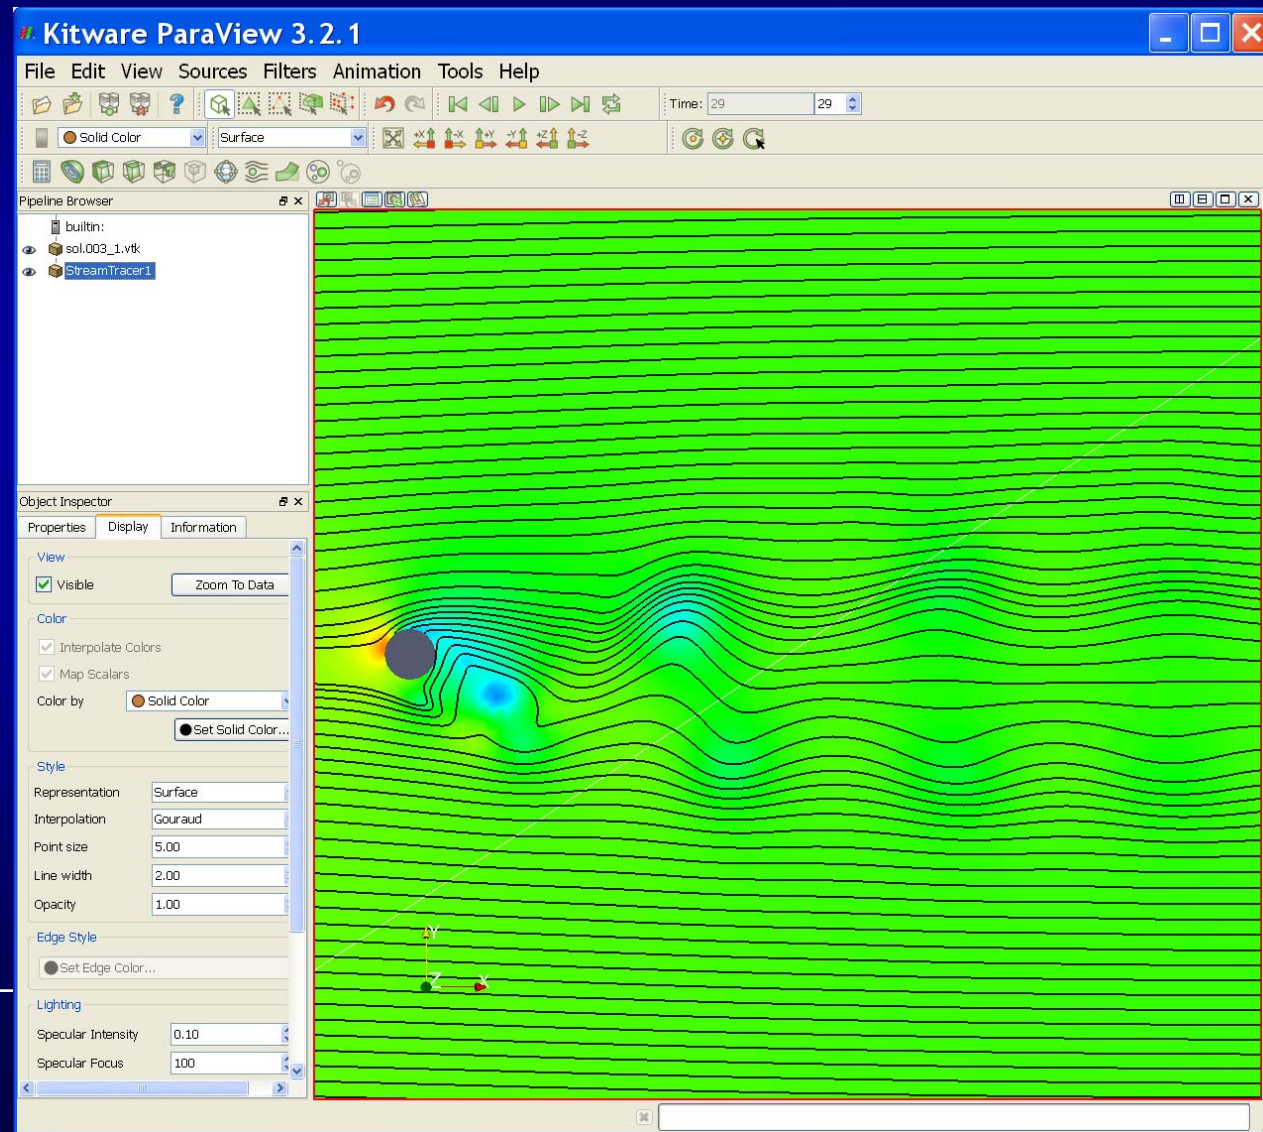 Kitware ParaView 3.2.1
File Edit View Sources Filters Animation Tools Help
Time: 29 29
Solid Color Surface
+X -X +Y -Y +Z -Z
Pipeline Browser
builtin:
sol.003_1.vtk
StreamTracer1
Object Inspector
Properties Display Information
View
Visible Zoom To Data
Color
Interpolate Colors
Map Scalars
Color by Solid Color
Set Solid Color...
Style
Representation Surface
Interpolation Gouraud
Point size 5.00
Line width 2.00
Opacity 1.00
Edge Style
Set Edge Color...
Lighting
Specular Intensity 0.10
Specular Focus 100
Y
Z X